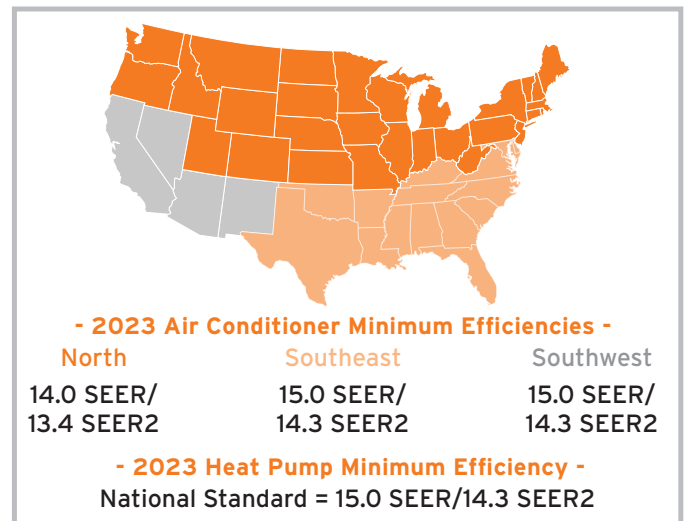 - 2023 Air Conditioner Minimum Efficiencies -
North Southeast Southwest
14.0 SEER/ 15.0 SEER/ 15.0 SEER/
13.4 SEER2 14.3 SEER2 14.3 SEER2
- 2023 Heat Pump Minimum Efficiency -
National Standard = 15.0 SEER/14.3 SEER2